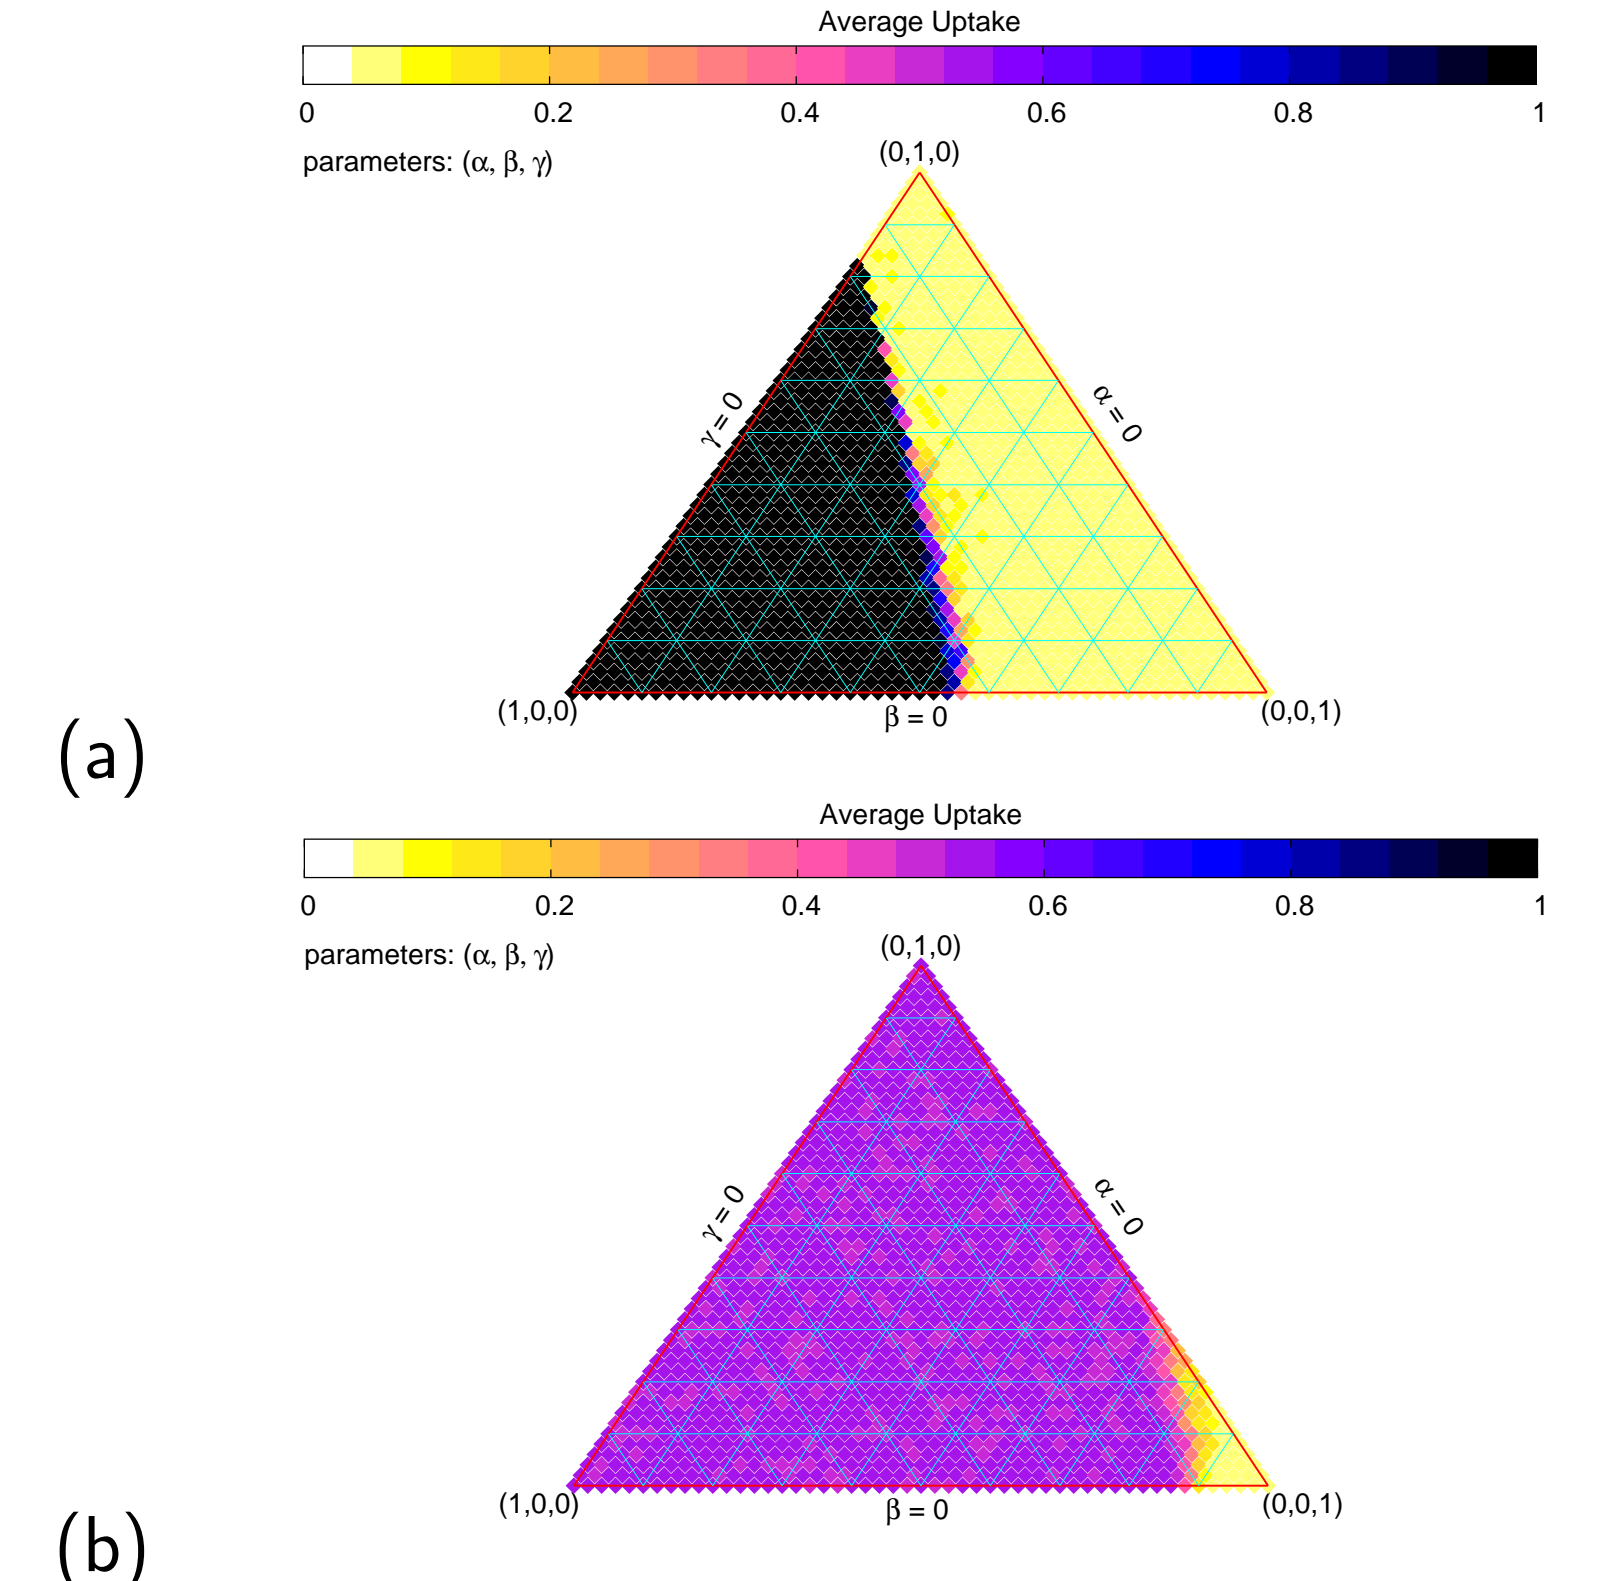 Average Uptake
0 0.2 0.4 0.6 0.8 1
parameters: (α, β, γ)
(0,1,0)
γ = 0
α = 0
(1,0,0)
β = 0
(0,0,1)
(a)
Average Uptake
0 0.2 0.4 0.6 0.8 1
parameters: (α, β, γ)
(0,1,0)
γ = 0
α = 0
(1,0,0)
β = 0
(0,0,1)
(b)